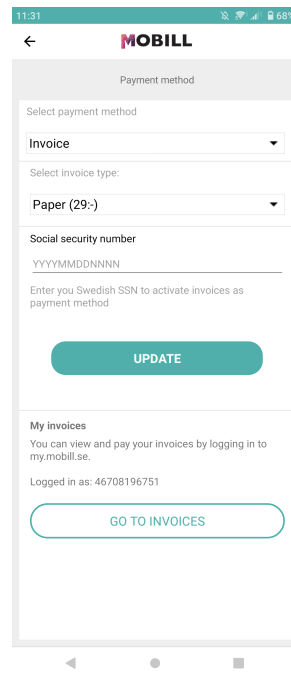 11:31
68%
MOBILL
Payment method
Select payment method
Invoice
Select invoice type:
Paper (29:-)
Social security number
YYYYMMDDNNNN
Enter you Swedish SSN to activate invoices as
payment method
UPDATE
My invoices
You can view and pay your invoices by logging in to
my.mobill.se.
Logged in as: 46708196751
GO TO INVOICES